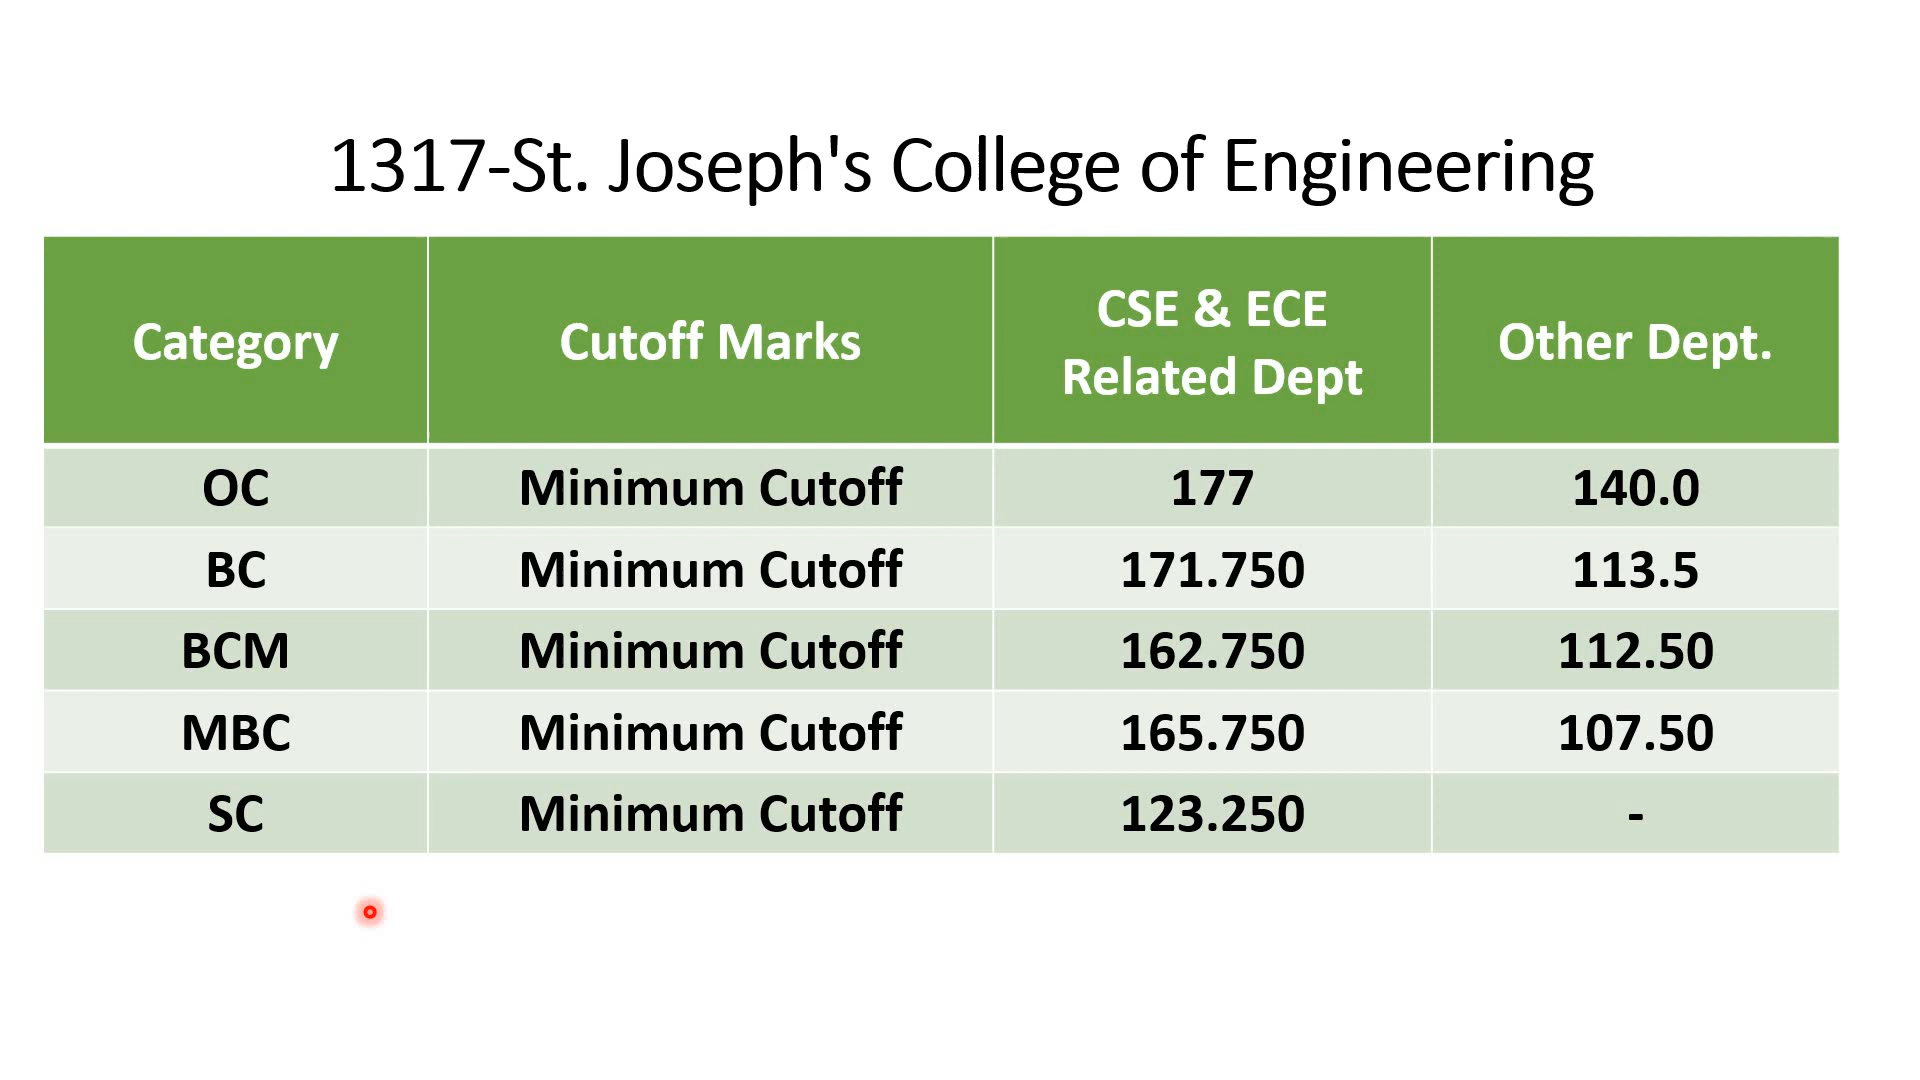 1317-St. Joseph's College of Engineering
Category Cutoff Marks CSE & ECE Related Dept Other Dept.
OC Minimum Cutoff 177 140.0
BC Minimum Cutoff 171.750 113.5
BCM Minimum Cutoff 162.750 112.50
MBC Minimum Cutoff 165.750 107.50
SC Minimum Cutoff 123.250 -